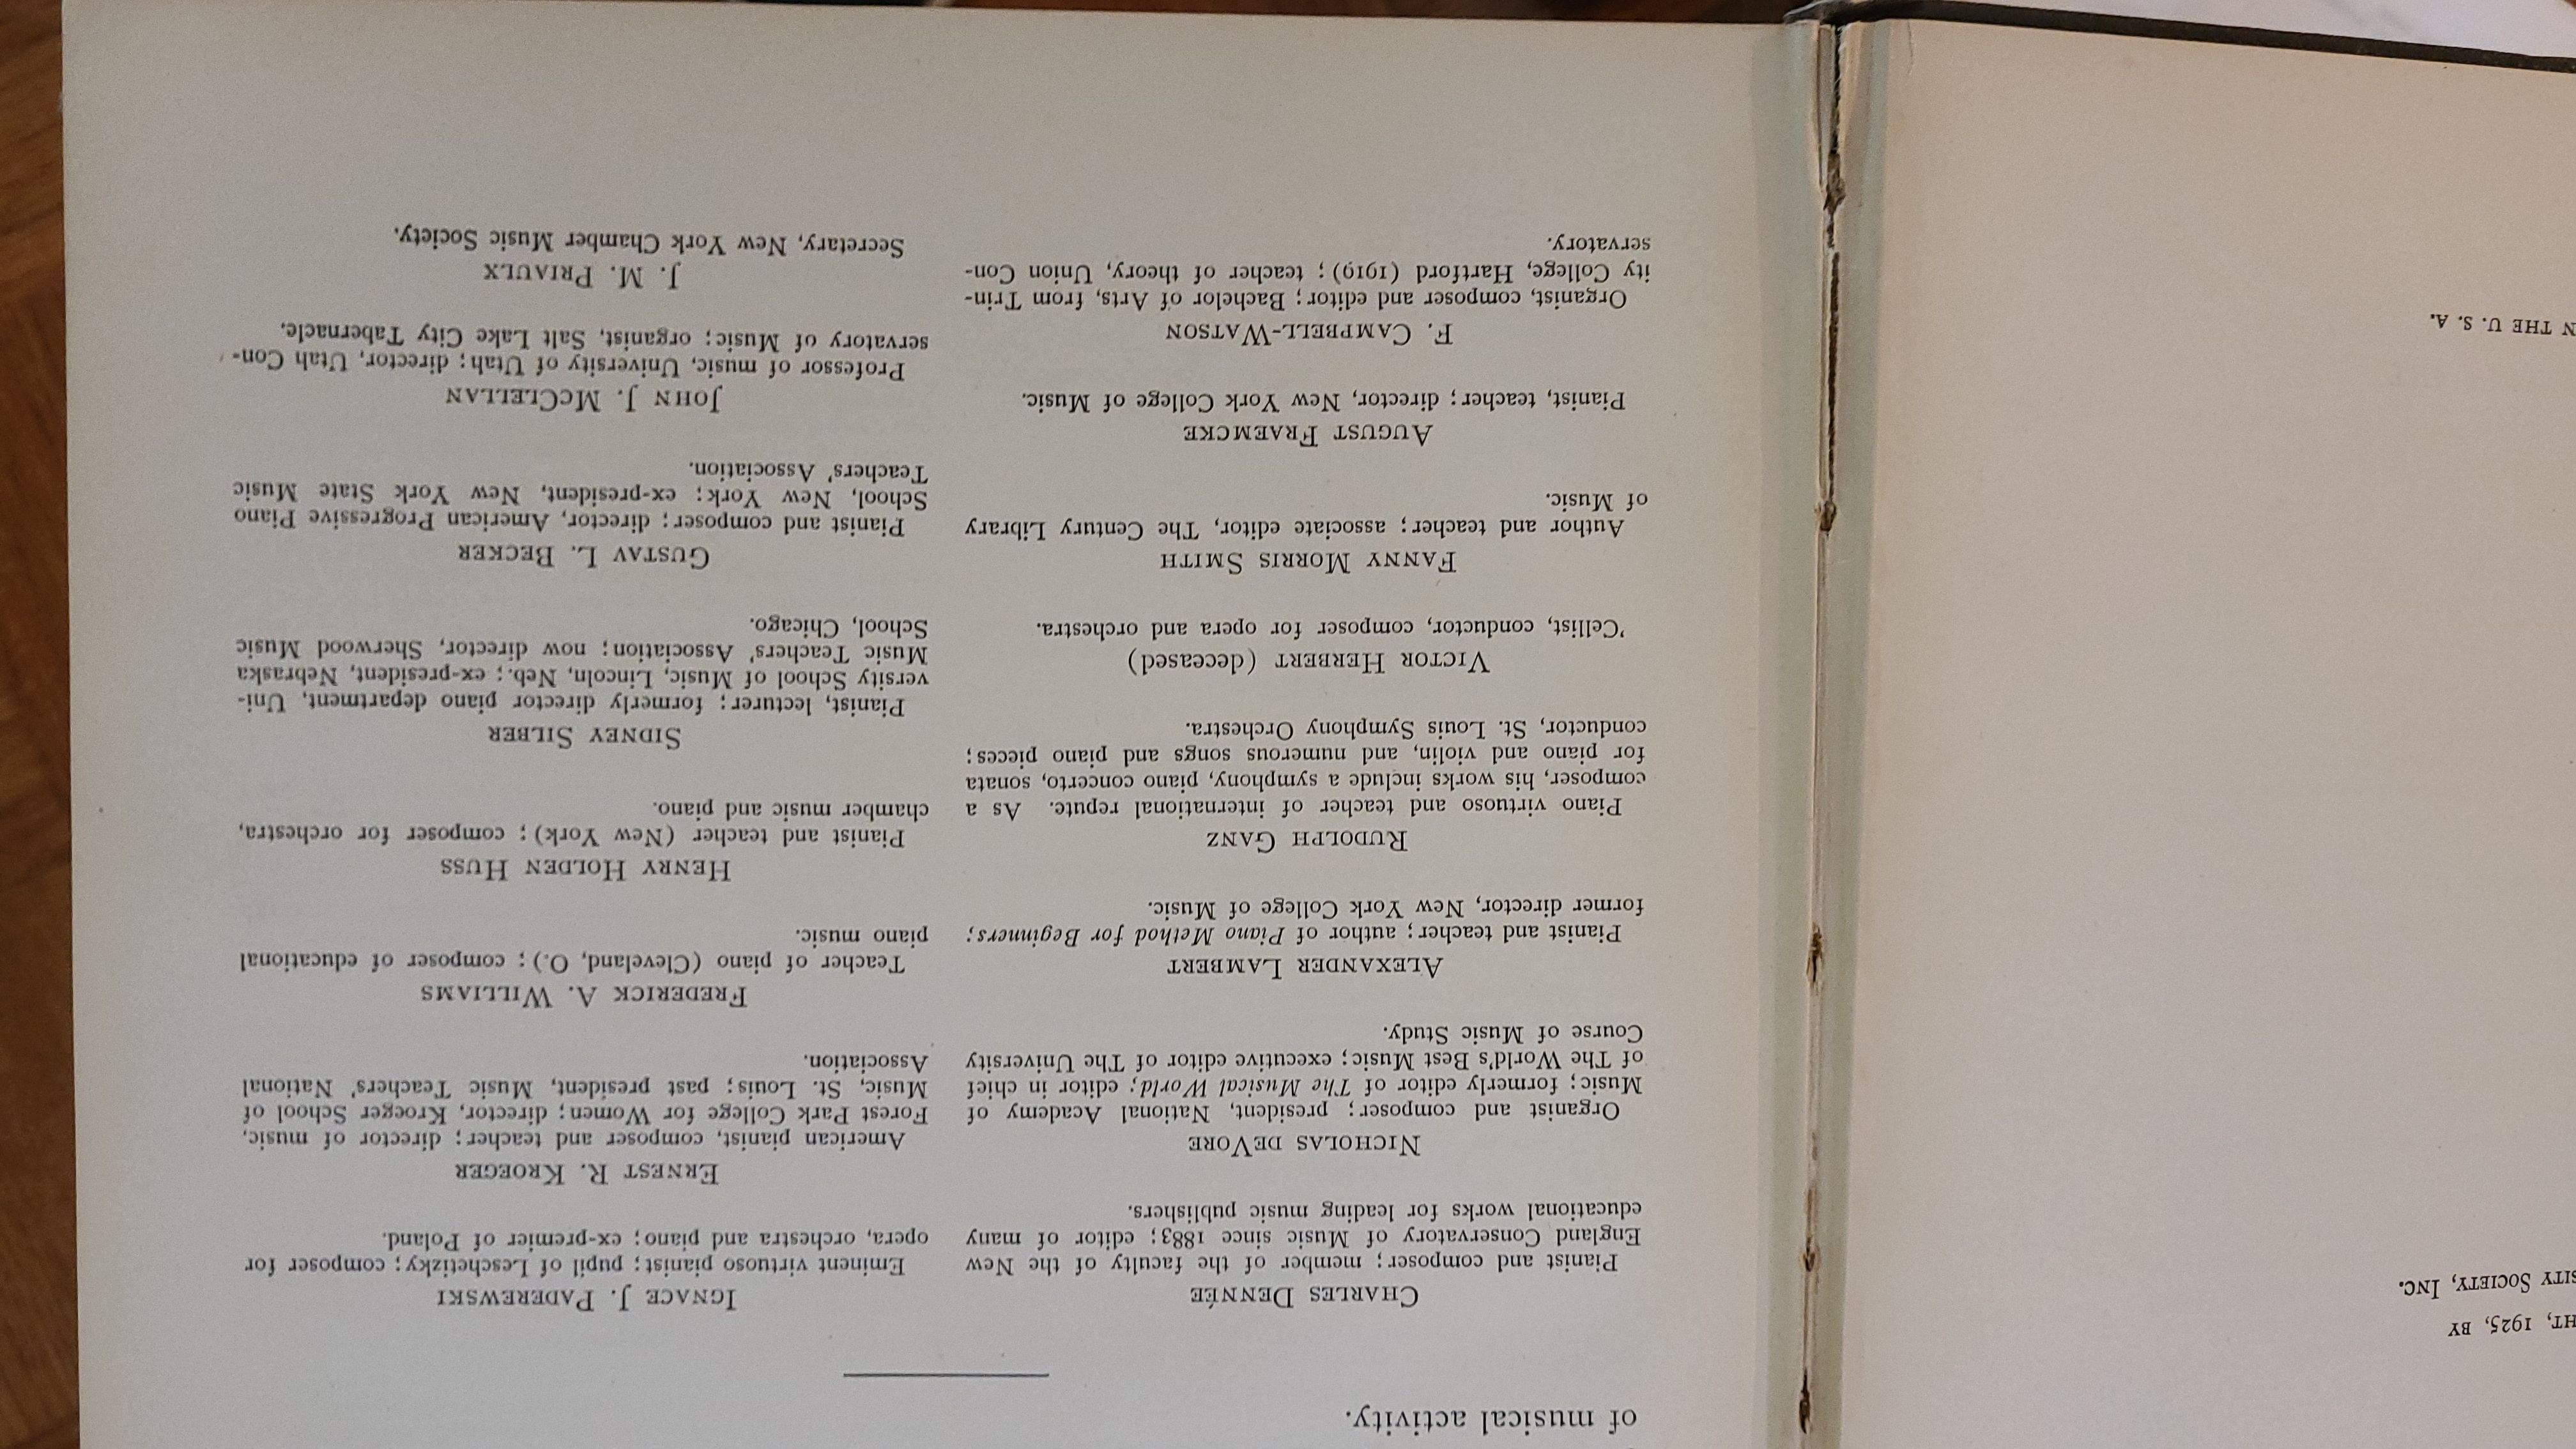 of musical activity.
CHARLES DENNÉE
Pianist and composer; member of the faculty of the New
England Conservatory of Music since 1883; editor of many
educational works for leading music publishers.
NICHOLAS DEVORE
Organist and composer; president, National Academy of
Music; formerly editor of The Musical World; editor in chief
of The World's Best Music; executive editor of The University
Course of Music Study.
ALEXANDER LAMBERT
Pianist and teacher; author of Piano Method for Beginners;
former director, New York College of Music.
RUDOLPH GANZ
Piano virtuoso and teacher of international repute. As a
composer, his works include a symphony, piano concerto, sonata
for piano and violin, and numerous songs and piano pieces;
conductor, St. Louis Symphony Orchestra.
VICTOR HERBERT (deceased)
'Cellist, conductor, composer for opera and orchestra.
FANNY MORRIS SMITH
Author and teacher; associate editor, The Century Library
of Music.
AUGUST FRAEMCKE
Pianist, teacher; director, New York College of Music.
F. CAMPBELL-WATSON
Organist, composer and editor; Bachelor of Arts, from Trin-
ity College, Hartford (1919); teacher of theory, Union Con-
servatory.
IGNACE J. PADEREWSKI
Eminent virtuoso pianist; pupil of Leschetizky; composer for
opera, orchestra and piano; ex-premier of Poland.
ERNEST R. KROEGER
American pianist, composer and teacher; director of music,
Forest Park College for Women; director, Kroeger School of
Music, St. Louis; past president, Music Teachers' National
Association.
FREDERICK A. WILLIAMS
Teacher of piano (Cleveland, O.); composer of educational
piano music.
HENRY HOLDEN HUSS
Pianist and teacher (New York); composer for orchestra,
chamber music and piano.
SIDNEY SILBER
Pianist, lecturer; formerly director piano department, Uni-
versity School of Music, Lincoln, Neb.; ex-president, Nebraska
Music Teachers' Association; now director, Sherwood Music
School, Chicago.
GUSTAV L. BECKER
Pianist and composer; director, American Progressive Piano
School, New York; ex-president, New York State Music
Teachers' Association.
JOHN J. MCCLELLAN
Professor of music, University of Utah; director, Utah Con-
servatory of Music; organist, Salt Lake City Tabernacle.
J. M. PRIAULX
Secretary, New York Chamber Music Society.
HT, 1925, BY
SITY SOCIETY, INC.
N THE U. S. A.